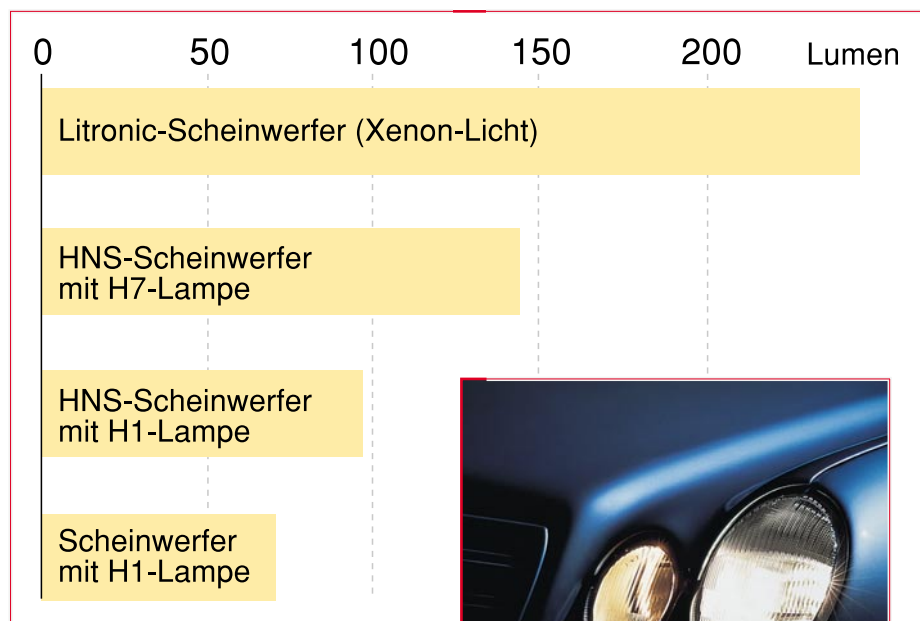 0 50 100 150 200 Lumen
Litronic-Scheinwerfer (Xenon-Licht)
HNS-Scheinwerfer
mit H7-Lampe
HNS-Scheinwerfer
mit H1-Lampe
Scheinwerfer
mit H1-Lampe